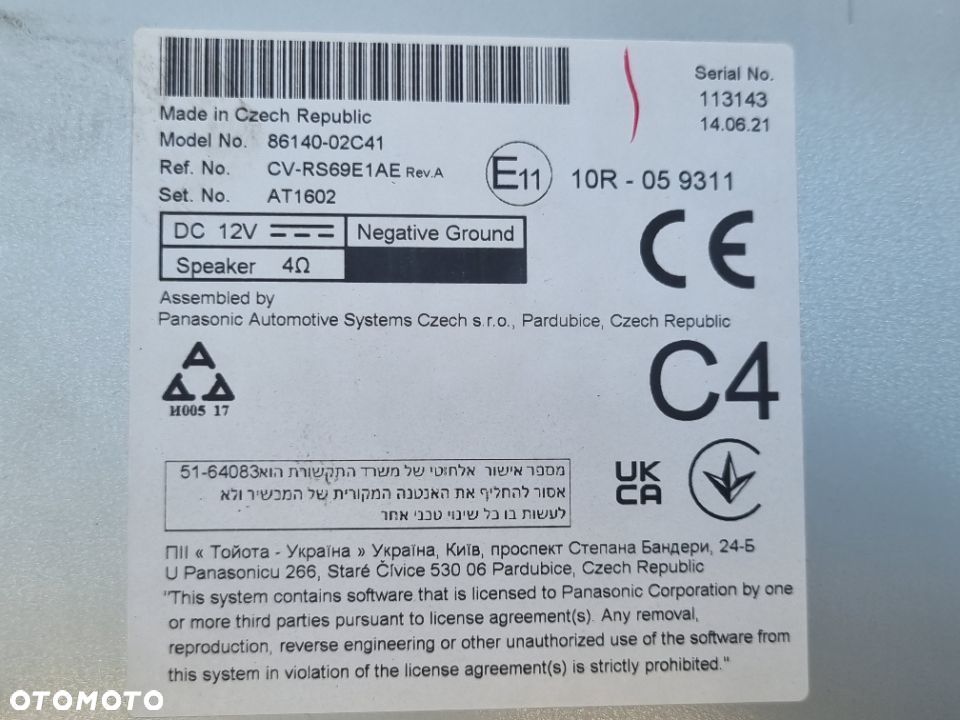 Serial No.
113143
14.06.21
Made in Czech Republic
Model No. 86140-02C41
Ref. No. CV-RS69E1AE Rev.A
Set. No. AT1602
E11 10R - 05 9311
DC 12V Negative Ground
Speaker 4Ω
CE
Assembled by
Panasonic Automotive Systems Czech s.r.o., Pardubice, Czech Republic
C4
A
A A
H005 17
מספר אישור אלחוטי של משרד התקשורת הוא 51-64083
אסור להחליף את האנטנה המקורית של המכשיר ולא
לעשות בו כל שינוי טכני אחר
UK
CA
ПІІ « Тойота - Україна » Україна, Київ, проспект Степана Бандери, 24-Б
U Panasonicu 266, Staré Čívice 530 06 Pardubice, Czech Republic
"This system contains software that is licensed to Panasonic Corporation by one
or more third parties pursuant to license agreement(s). Any removal,
reproduction, reverse engineering or other unauthorized use of the software from
this system in violation of the license agreement(s) is strictly prohibited."
OTOMOTO